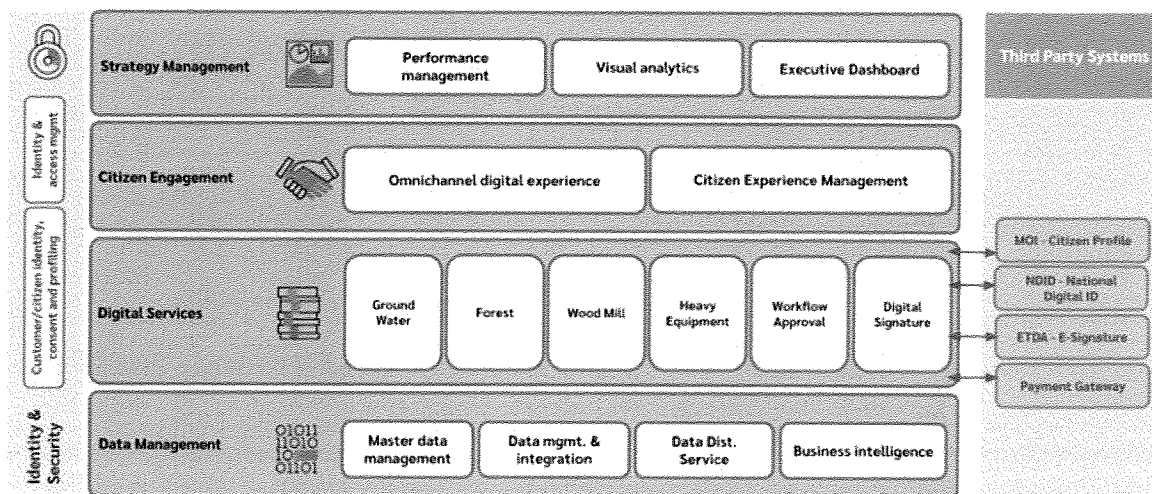 Strategy Management
Performance
management
Visual analytics
Executive Dashboard
Third Party Systems
Identity &
access mgmt
Citizen Engagement
Omnichannel digital experience
Citizen Experience Management
Customer/citizen identity,
consent and profiling
Digital Services
Ground
Water
Forest
Wood Mill
Heavy
Equipment
Workflow
Approval
Digital
Signature
MOI - Citizen Profile
NDID - National
Digital ID
ETDA - E-Signature
Payment Gateway
Identity &
Security
Data Management
01011
11010
10
01101
Master data
management
Data mgmt. &
integration
Data Dist.
Service
Business intelligence